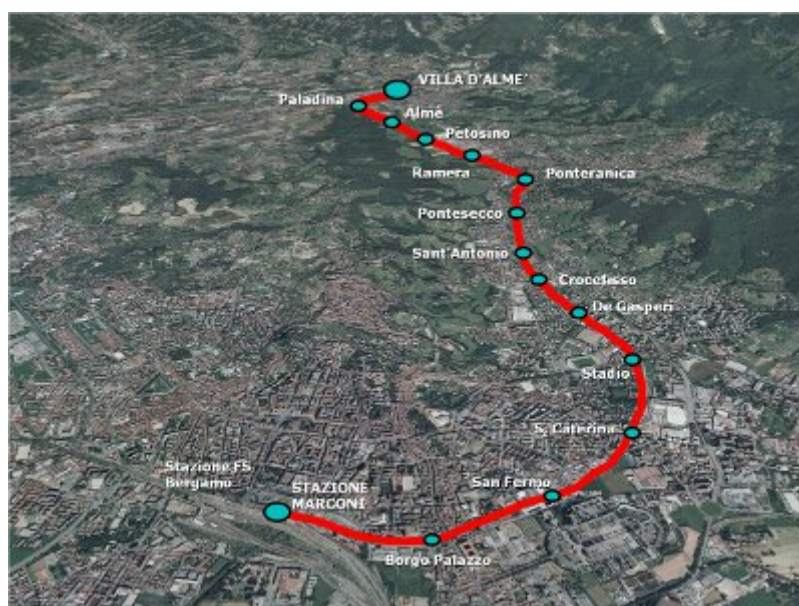 VILLA D'ALME'
Paladina
Almé
Petosino
Ramera
Ponteranica
Pontesecco
Sant'Antonio
Crocefisso
De Gasperi
Stadio
S. Caterina
San Fermo
Stazione FS
Bergamo
STAZIONE
MARCONI
Borgo Palazzo